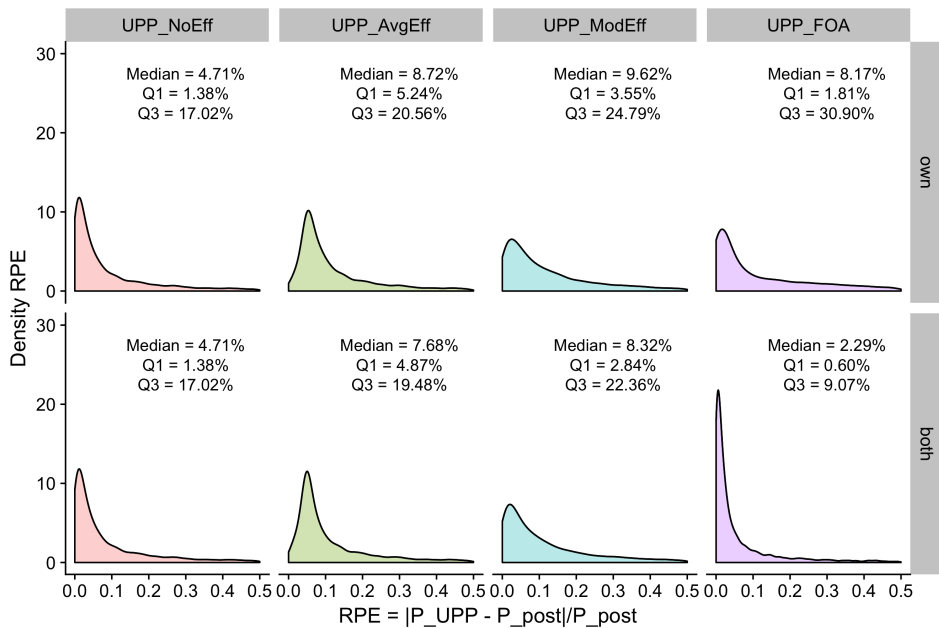 UPP_NoEff UPP_AvgEff UPP_ModEff UPP_FOA
30
Median = 4.71% Median = 8.72% Median = 9.62% Median = 8.17%
Q1 = 1.38% Q1 = 5.24% Q1 = 3.55% Q1 = 1.81%
Q3 = 17.02% Q3 = 20.56% Q3 = 24.79% Q3 = 30.90%
20
own
10
0
Density RPE
30
Median = 4.71% Median = 7.68% Median = 8.32% Median = 2.29%
Q1 = 1.38% Q1 = 4.87% Q1 = 2.84% Q1 = 0.60%
Q3 = 17.02% Q3 = 19.48% Q3 = 22.36% Q3 = 9.07%
20
both
10
0
0.0 0.1 0.2 0.3 0.4 0.5 0.0 0.1 0.2 0.3 0.4 0.5 0.0 0.1 0.2 0.3 0.4 0.5 0.0 0.1 0.2 0.3 0.4 0.5
RPE = |P_UPP - P_post|/P_post